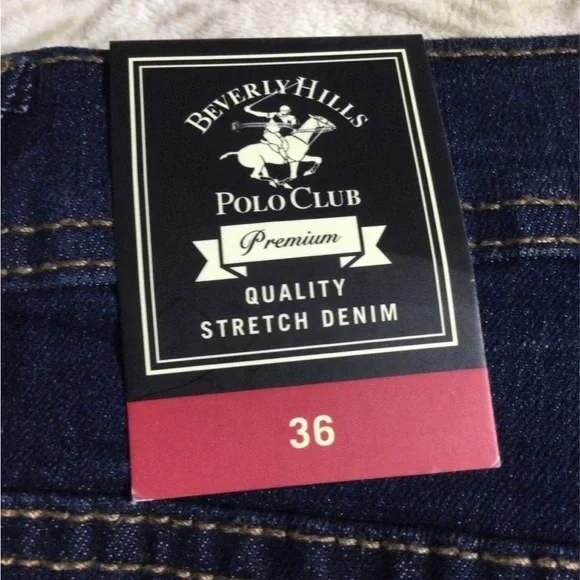 BEVERLY HILLS
POLO CLUB
Premium
QUALITY
STRETCH DENIM
36